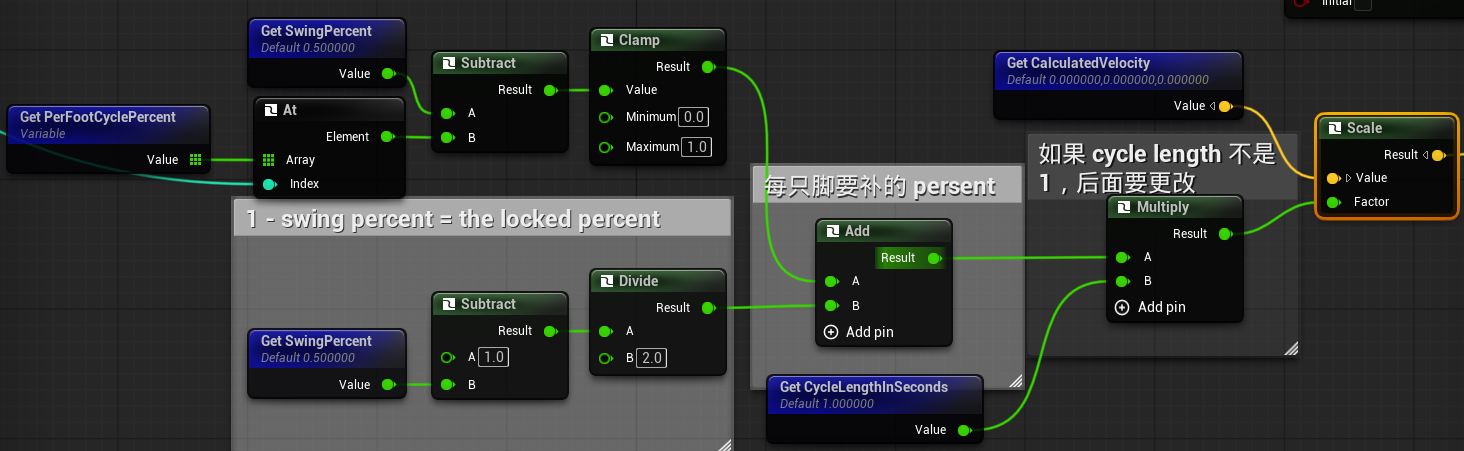 Get SwingPercent
Default 0.500000
Value
Subtract
Result
A
B
Clamp
Result
Value
Minimum 0.0
Maximum 1.0
Get PerFootCyclePercent
Variable
Value
At
Element
Array
Index
Get CalculatedVelocity
Default 0.000000,0.000000,0.000000
Value
Initial
Scale
Result
Value
Factor
如果 cycle length 不是
1，后面要更改
Multiply
Result
A
B
Add pin
每只脚要补的 persent
Add
Result
A
B
Add pin
1 - swing percent = the locked percent
Get SwingPercent
Default 0.500000
Value
Subtract
Result
A 1.0
B
Divide
Result
A
B 2.0
Get CycleLengthInSeconds
Default 1.000000
Value